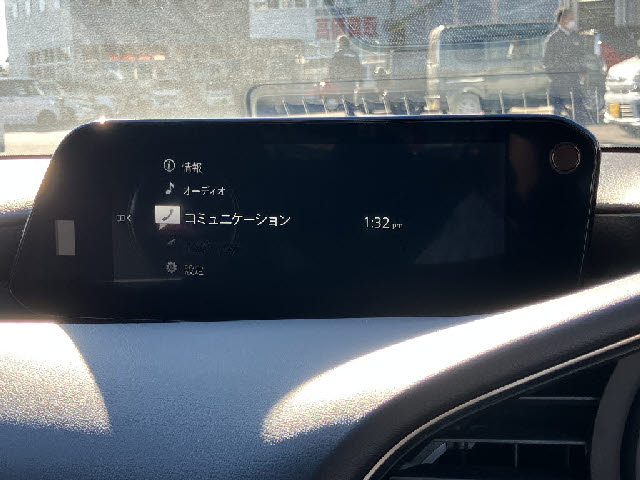 情報
オーディオ
コミュニケーション
1:32 pm
設定